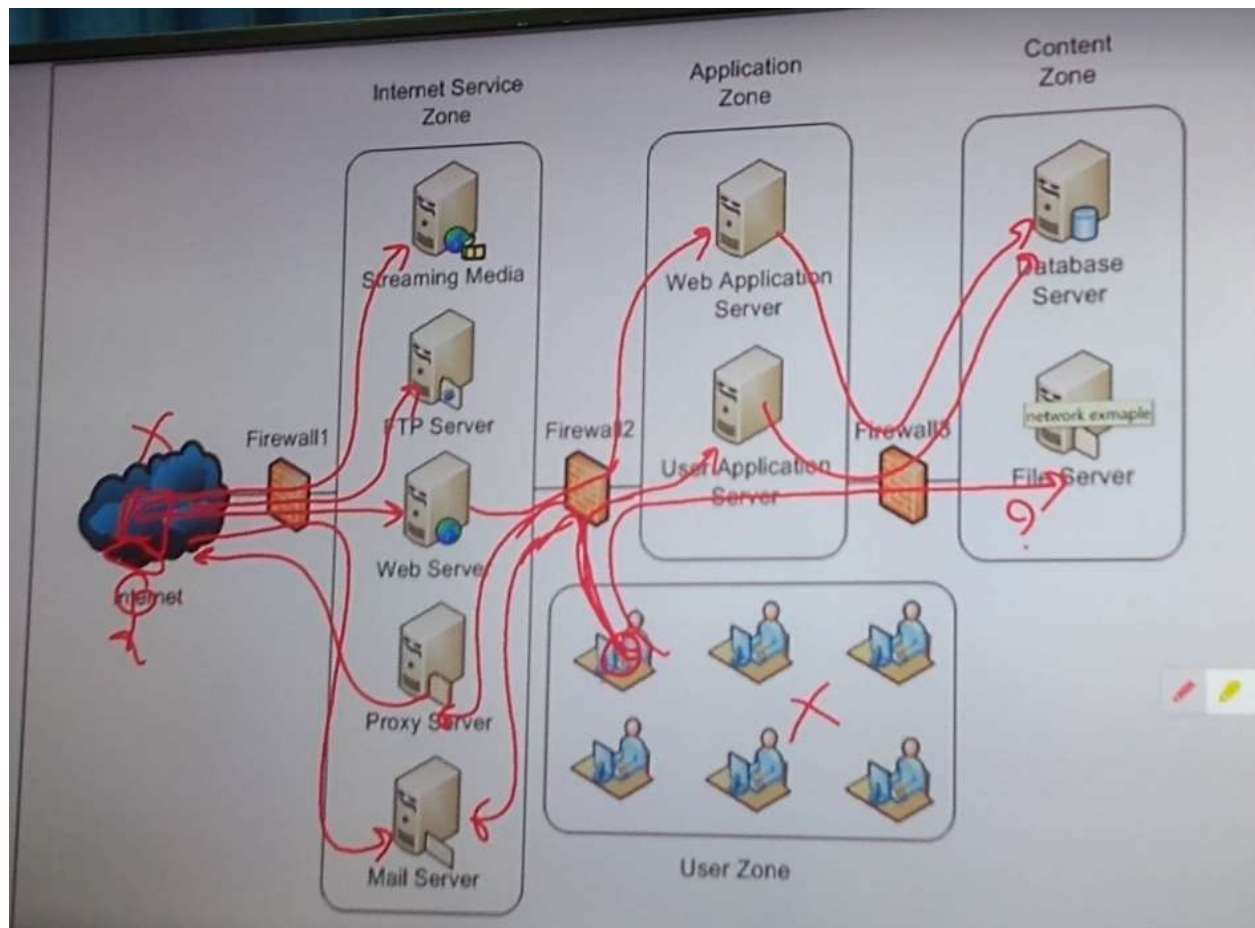 Internet Service
Zone
Application
Zone
Content
Zone
Streaming Media
Web Application
Server
Database
Server
FTP Server
Firewall1
Firewall2
Firewall3
network exmaple
User Application
Server
File Server
?
Web Server
Internet
Proxy Server
Mail Server
User Zone